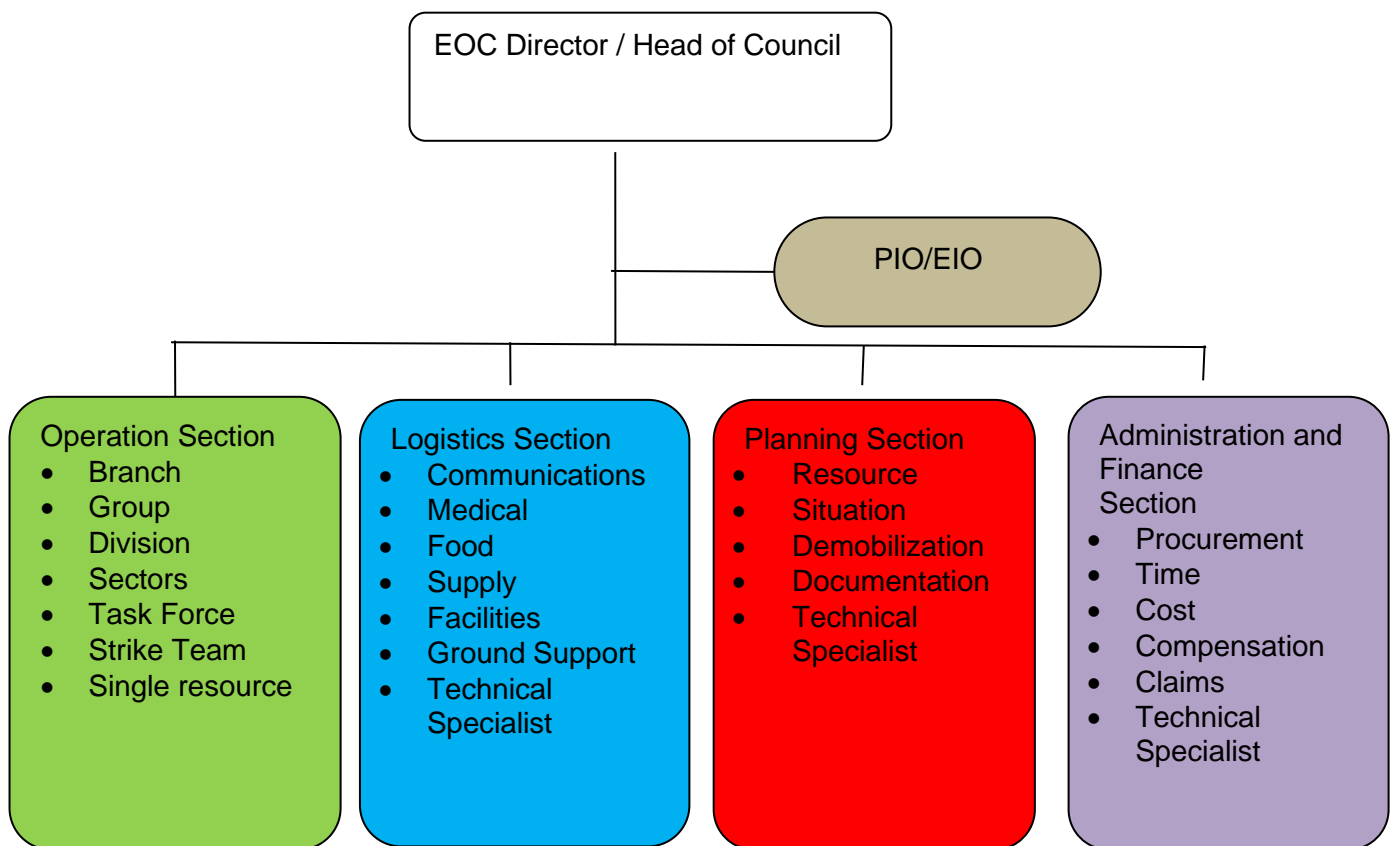 EOC Director / Head of Council
PIO/EIO
Operation Section
• Branch
• Group
• Division
• Sectors
• Task Force
• Strike Team
• Single resource
Logistics Section
• Communications
• Medical
• Food
• Supply
• Facilities
• Ground Support
• Technical
Specialist
Planning Section
• Resource
• Situation
• Demobilization
• Documentation
• Technical
Specialist
Administration and
Finance
Section
• Procurement
• Time
• Cost
• Compensation
• Claims
• Technical
Specialist